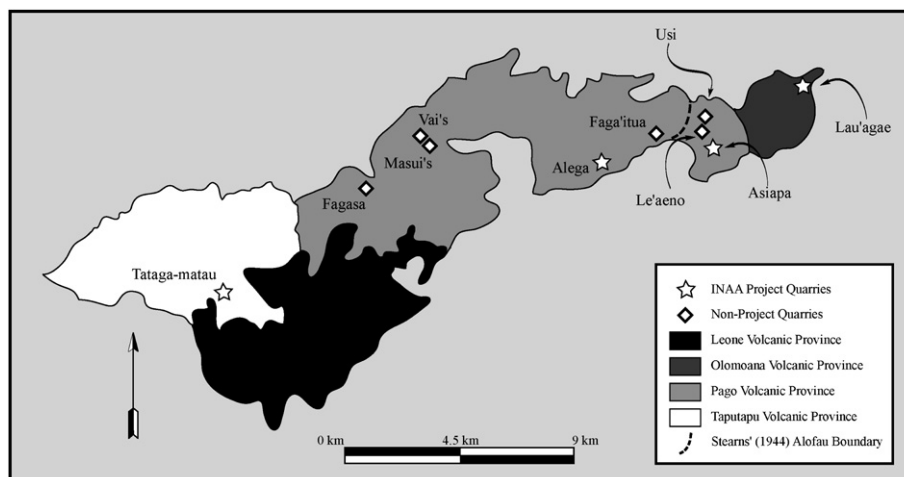 Usi
Vai's
Faga'itua
Lau'agae
Masui's
Alega
Fagasa
Le'aeno
Asiapa
Tataga-matau
INAA Project Quarries
Non-Project Quarries
Leone Volcanic Province
Olomoana Volcanic Province
Pago Volcanic Province
Taputapu Volcanic Province
Stearns' (1944) Alofau Boundary
0 km 4.5 km 9 km